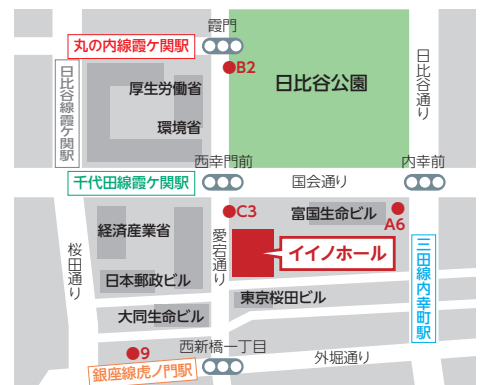 霞門
丸の内線霞ケ関駅
B2
日比谷公園
日比谷通り
日比谷線霞ケ関駅
厚生労働省
環境省
西幸門前
内幸前
千代田線霞ケ関駅
国会通り
C3
富国生命ビル
A6
経済産業省
愛宕通り
イイノホール
桜田通り
三田線内幸町駅
日本郵政ビル
東京桜田ビル
大同生命ビル
9
西新橋一丁目
外堀通り
銀座線虎ノ門駅